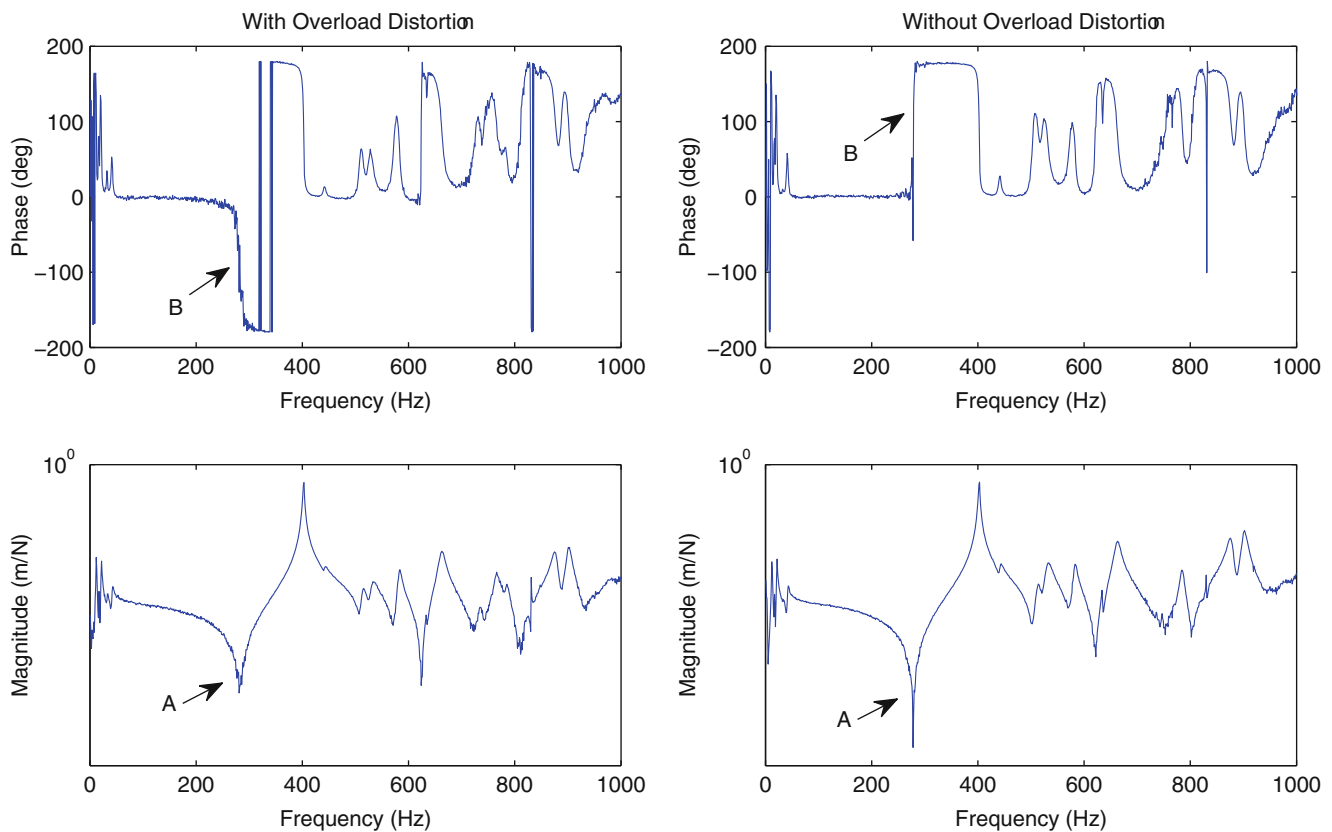 With Overload Distortion
Without Overload Distortion
200
100
0
−100
−200
Phase (deg)
B
0
200
400
600
800
1000
Frequency (Hz)
200
100
0
−100
−200
Phase (deg)
B
0
200
400
600
800
1000
Frequency (Hz)
10^0
Magnitude (m/N)
A
0
200
400
600
800
1000
Frequency (Hz)
10^0
Magnitude (m/N)
A
0
200
400
600
800
1000
Frequency (Hz)